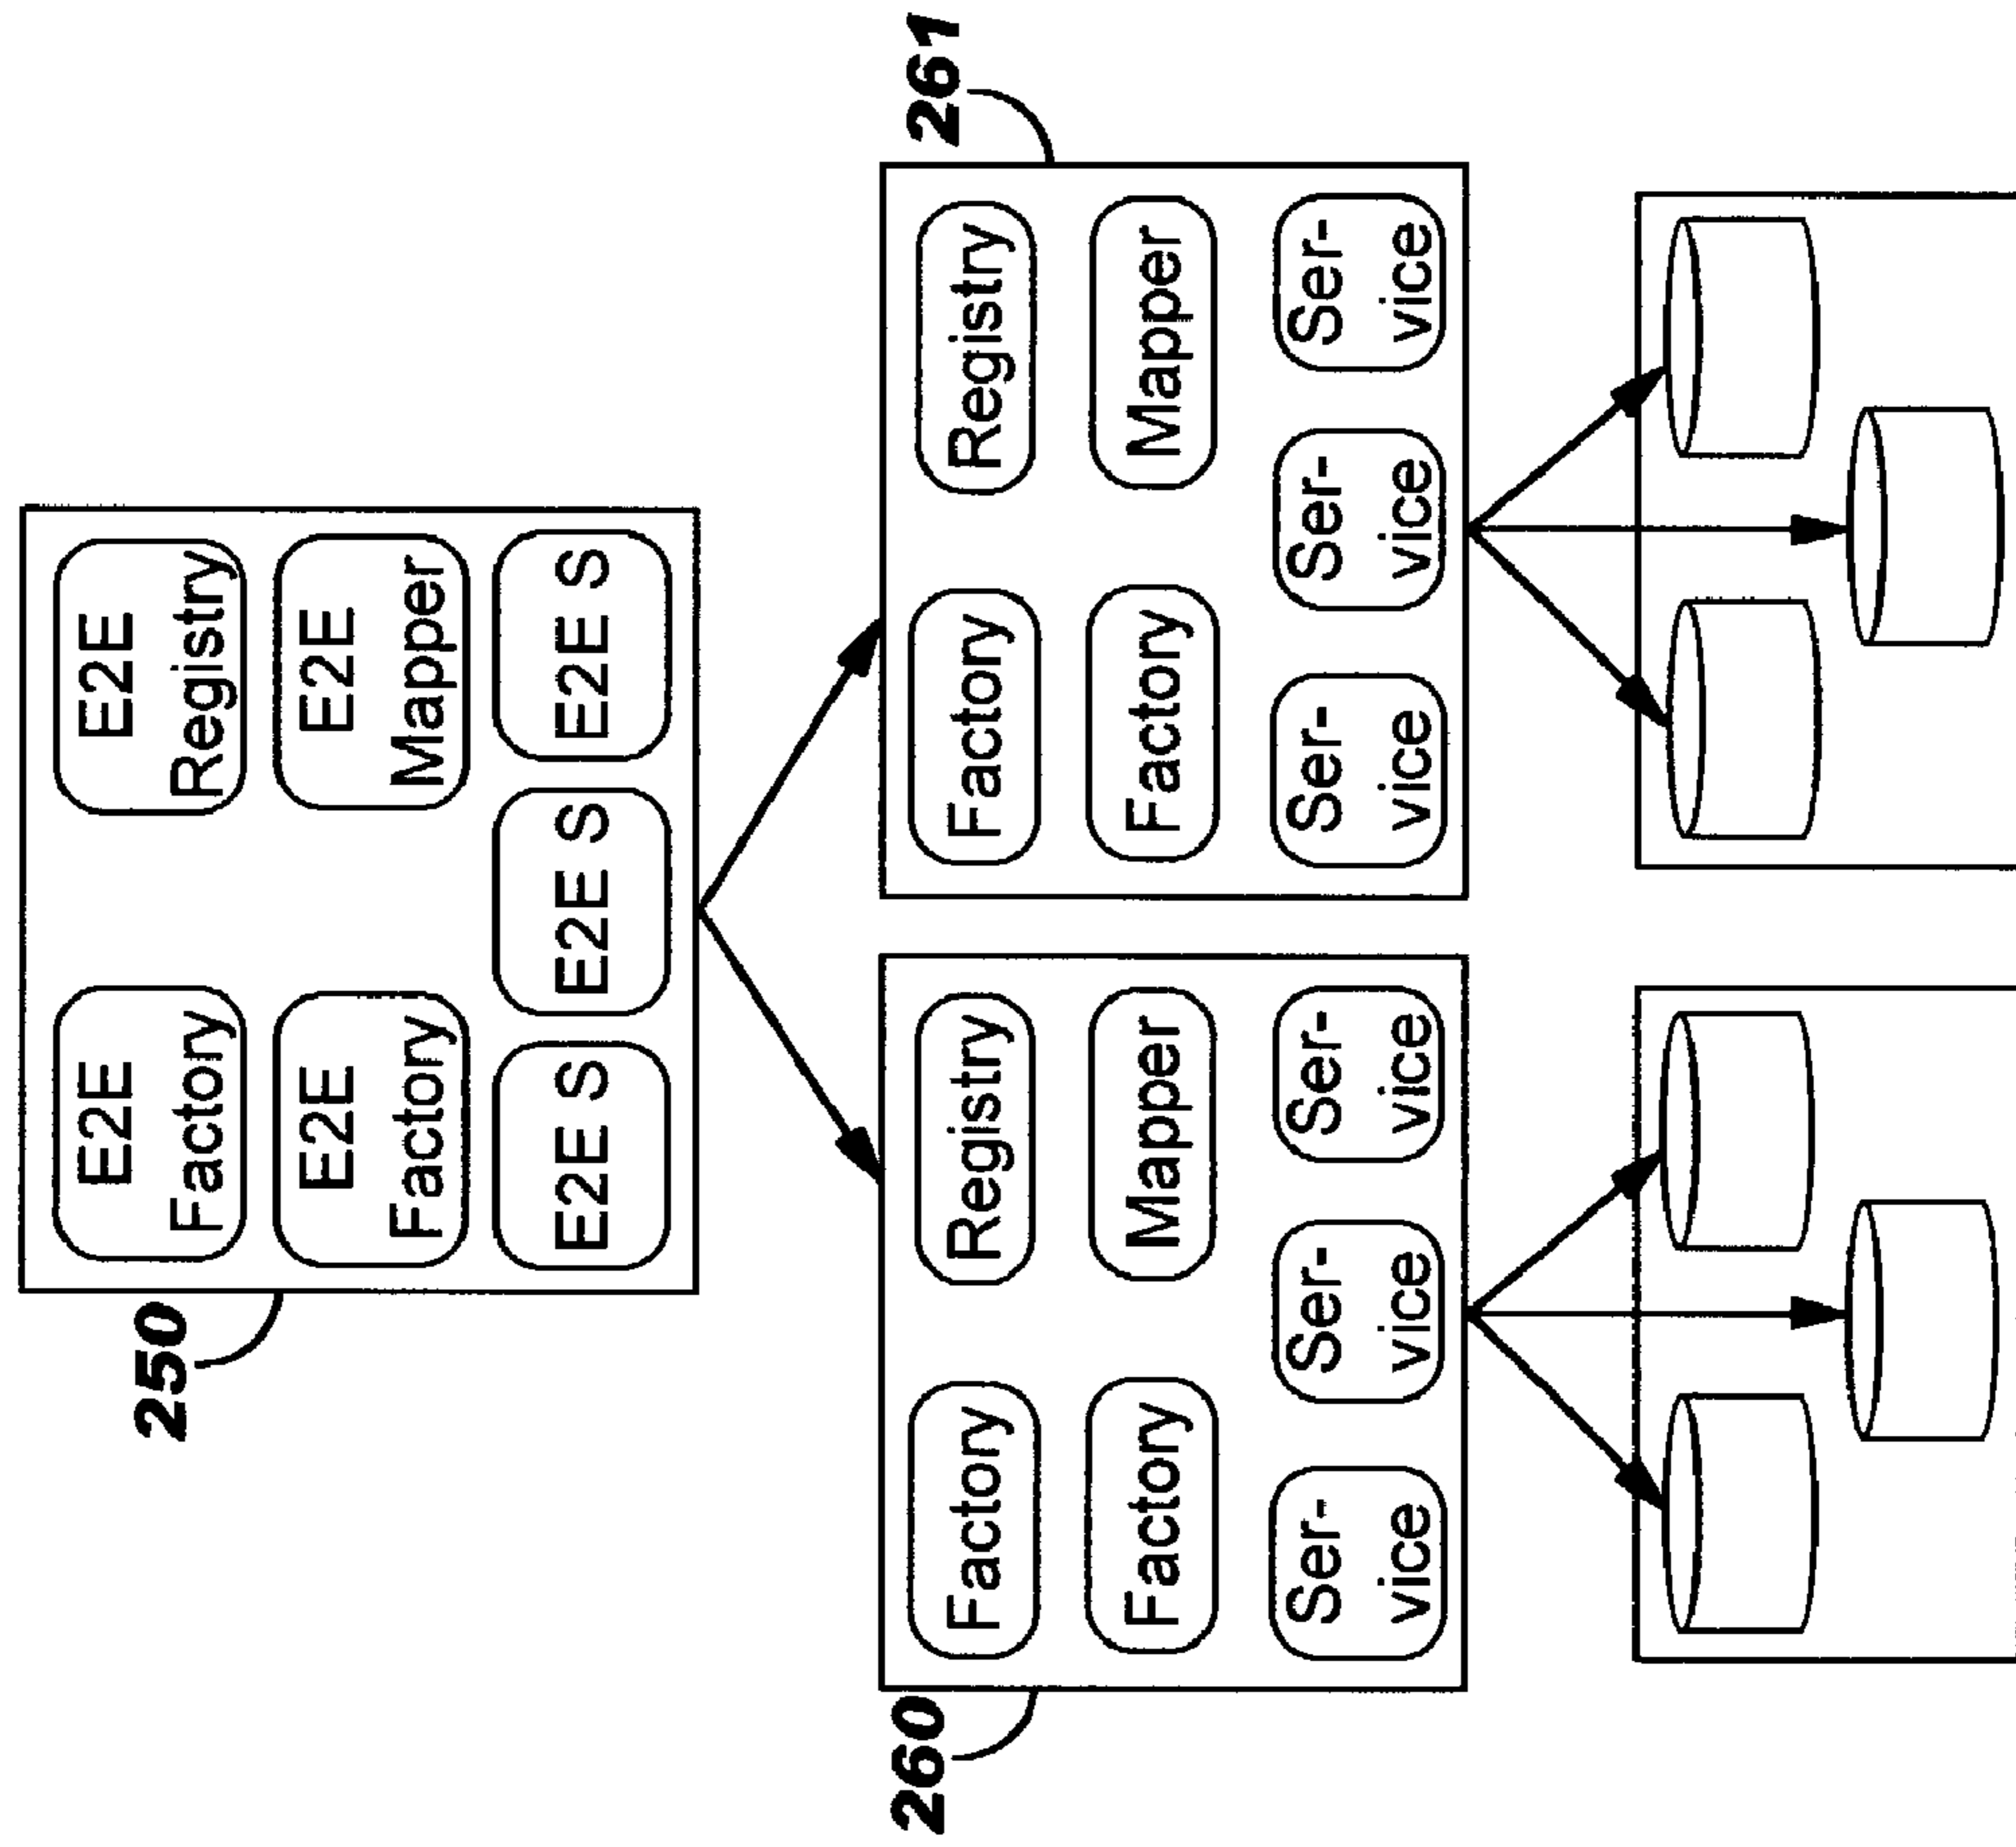 E2E
Factory
E2E
Registry
250
E2E
Factory
E2E
Mapper
E2E S
E2E S
E2E S
260
Factory
Registry
Factory
Mapper
Ser-
vice
Ser-
vice
Ser-
vice
261
Factory
Registry
Factory
Mapper
Ser-
vice
Ser-
vice
Ser-
vice